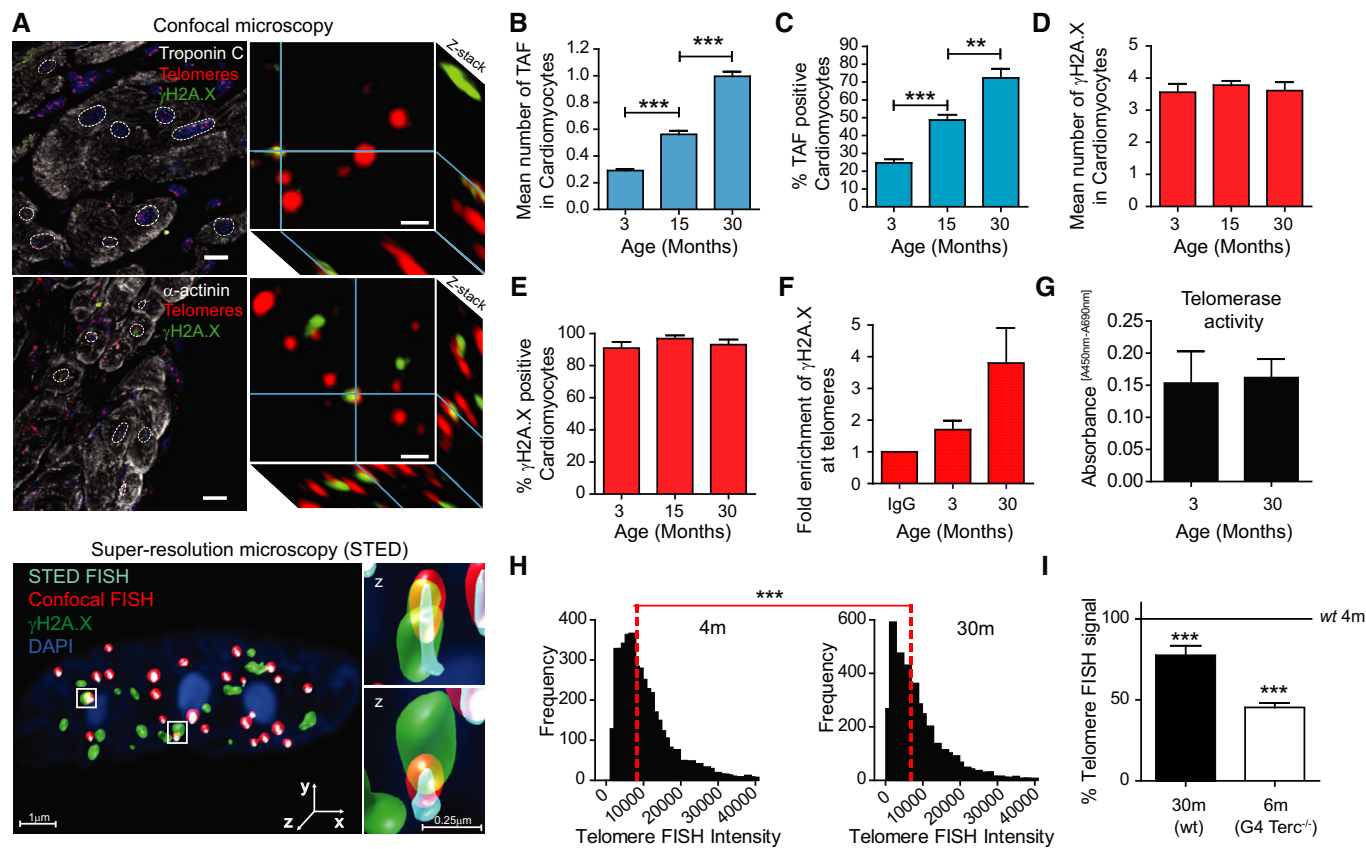 A
Confocal microscopy
Troponin C
Telomeres
γH2A.X
Z-stack
α-actinin
Telomeres
γH2A.X
Z-stack
Super-resolution microscopy (STED)
STED FISH
Confocal FISH
γH2A.X
DAPI
1μm
y
z
x
z
z
0.25μm
B
Mean number of TAF
in Cardiomyocytes
1.2
1.0
0.8
0.6
0.4
0.2
0.0
***
***
3 15 30
Age (Months)
C
% TAF positive
Cardiomyocytes
90
80
70
60
50
40
30
20
10
0
***
**
3 15 30
Age (Months)
D
Mean number of γH2A.X
in Cardiomyocytes
5
4
3
2
1
0
3 15 30
Age (Months)
E
% γH2A.X positive
Cardiomyocytes
100
80
60
40
20
0
3 15 30
Age (Months)
F
Fold enrichment of γH2A.X
at telomeres
5
4
3
2
1
0
IgG 3 30
Age (Months)
G
Telomerase
activity
Absorbance [A450nm-A690nm]
0.25
0.20
0.15
0.10
0.05
0.00
3 30
Age (Months)
H
***
4m
Frequency
400
300
200
100
0
0 10000 20000 30000 40000
Telomere FISH Intensity
30m
Frequency
600
400
200
0
0 10000 20000 30000 40000
Telomere FISH Intensity
I
% Telomere FISH signal
100
50
0
wt 4m
***
***
30m 6m
(wt) (G4 Terc-/-)